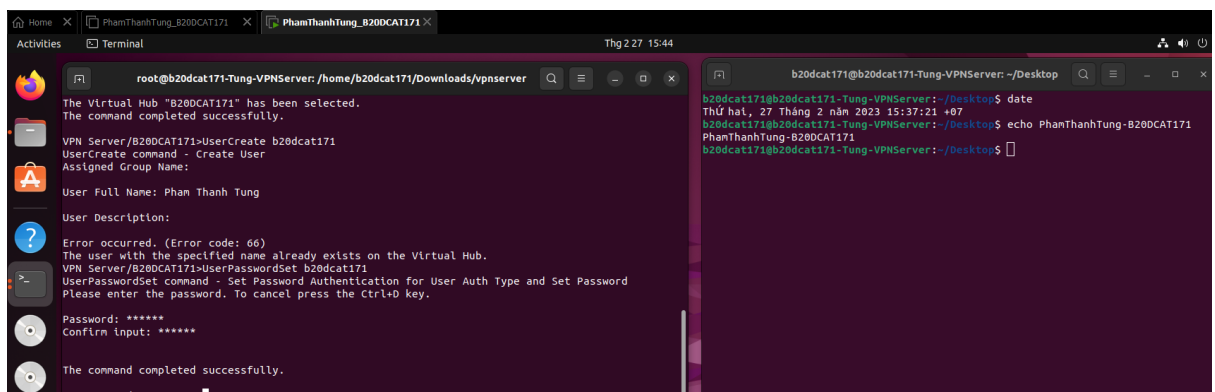 Home
PhamThanhTung_B20DCAT171
PhamThanhTung_B20DCAT171
Activities
Terminal
Thg 2 27 15:44
root@b20dcat171-Tung-VPNServer: /home/b20dcat171/Downloads/vpnserver
The Virtual Hub "B20DCAT171" has been selected.
The command completed successfully.
VPN Server/B20DCAT171>UserCreate b20dcat171
UserCreate command - Create User
Assigned Group Name:
User Full Name: Pham Thanh Tung
User Description:
Error occurred. (Error code: 66)
The user with the specified name already exists on the Virtual Hub.
VPN Server/B20DCAT171>UserPasswordSet b20dcat171
UserPasswordSet command - Set Password Authentication for User Auth Type and Set Password
Please enter the password. To cancel press the Ctrl+D key.
Password: ******
Confirm input: ******
The command completed successfully.
b20dcat171@b20dcat171-Tung-VPNServer: ~/Desktop
b20dcat171@b20dcat171-Tung-VPNServer:~/Desktop$ date
Thứ hai, 27 Tháng 2 năm 2023 15:37:21 +07
b20dcat171@b20dcat171-Tung-VPNServer:~/Desktop$ echo PhamThanhTung-B20DCAT171
PhamThanhTung-B20DCAT171
b20dcat171@b20dcat171-Tung-VPNServer:~/Desktop$